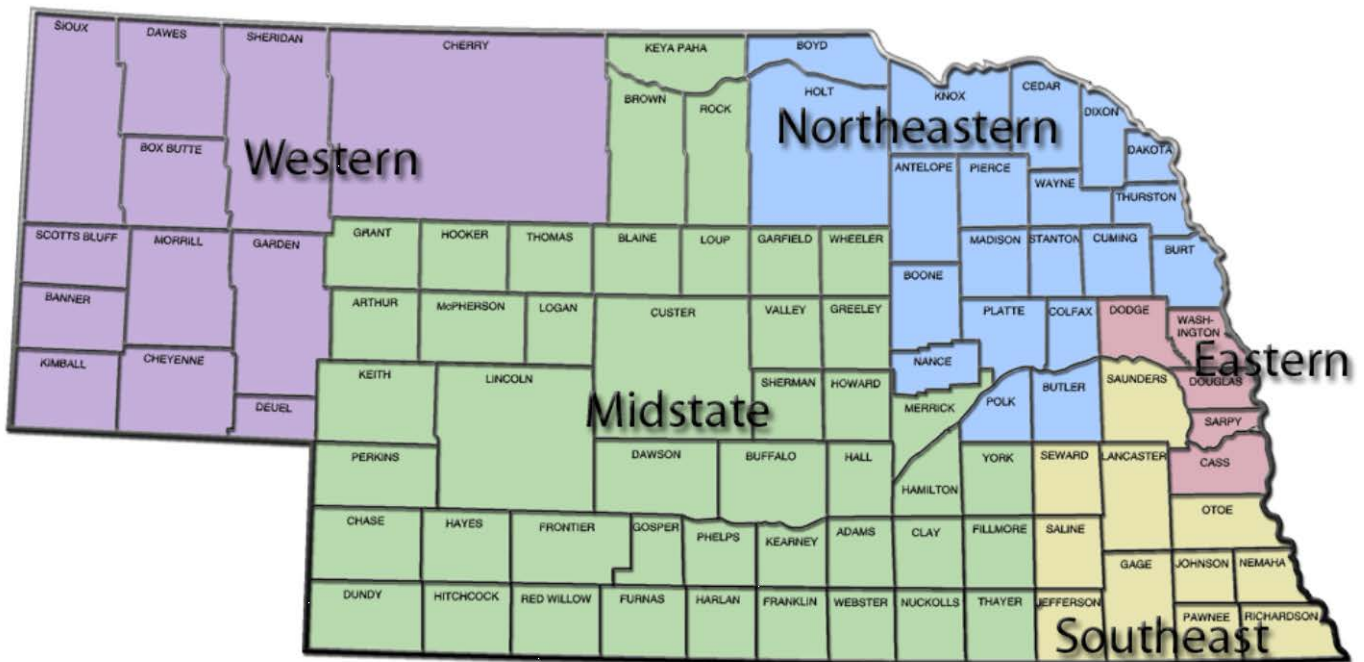 SIOUX
DAWES
SHERIDAN
CHERRY
KEYA PAHA
BOYD
BROWN
ROCK
HOLT
KNOX
CEDAR
DIXON
DAKOTA
Northeastern
BOX BUTTE
Western
ANTELOPE
PIERCE
WAYNE
THURSTON
SCOTTS BLUFF
MORRILL
GARDEN
GRANT
HOOKER
THOMAS
BLAINE
LOUP
GARFIELD
WHEELER
MADISON
STANTON
CUMING
BURT
BOONE
BANNER
ARTHUR
McPHERSON
LOGAN
CUSTER
VALLEY
GREELEY
PLATTE
COLFAX
DODGE
WASH-
INGTON
Eastern
KIMBALL
CHEYENNE
KEITH
LINCOLN
SHERMAN
HOWARD
NANCE
MERRICK
POLK
BUTLER
SAUNDERS
DOUGLAS
DEUEL
Midstate
SARPY
PERKINS
DAWSON
BUFFALO
HALL
HAMILTON
YORK
SEWARD
LANCASTER
CASS
OTOE
CHASE
HAYES
FRONTIER
GOSPER
PHELPS
KEARNEY
ADAMS
CLAY
FILLMORE
SALINE
GAGE
JOHNSON
NEMAHA
DUNDY
HITCHCOCK
RED WILLOW
FURNAS
HARLAN
FRANKLIN
WEBSTER
NUCKOLLS
THAYER
JEFFERSON
PAWNEE
RICHARDSON
Southeast